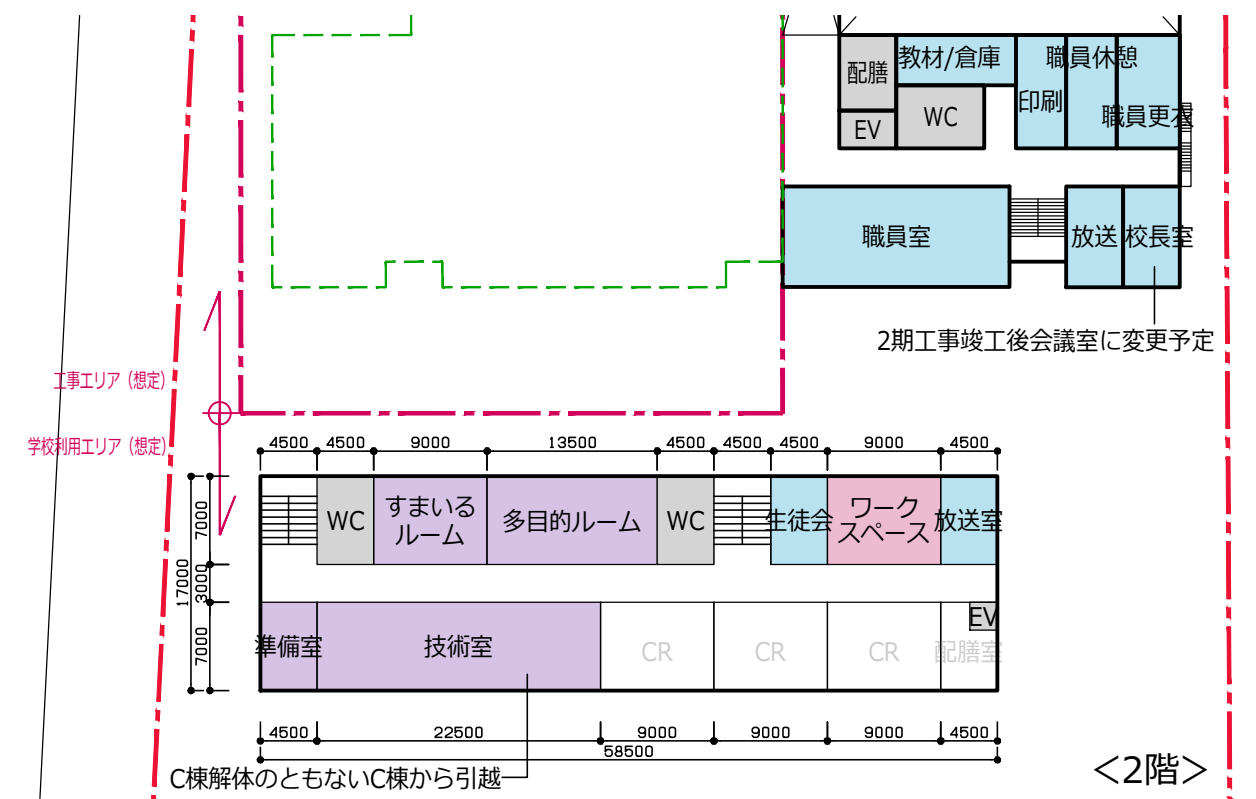 配膳
教材/倉庫
職員休憩
印刷
WC
EV
職員更衣
職員室
放送
校長室
2期工事竣工後会議室に変更予定
工事エリア（想定）
学校利用エリア（想定）
4500
4500
9000
13500
4500
4500
4500
9000
4500
17000
7000
3000
7000
WC
すまいる
ルーム
多目的ルーム
WC
生徒会
ワーク
スペース
放送室
準備室
技術室
CR
CR
CR
EV
配膳室
4500
22500
9000
9000
9000
4500
58500
C棟解体のともないC棟から引越
＜2階＞